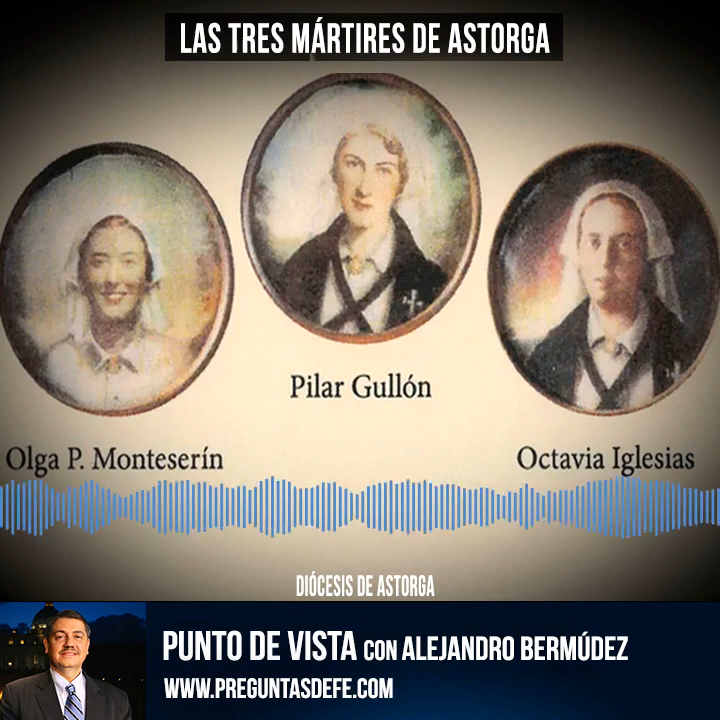 LAS TRES MÁRTIRES DE ASTORGA
Pilar Gullón
Olga P. Monteserín
Octavia Iglesias
DIÓCESIS DE ASTORGA
PUNTO DE VISTA CON ALEJANDRO BERMÚDEZ
WWW.PREGUNTASDEFE.COM